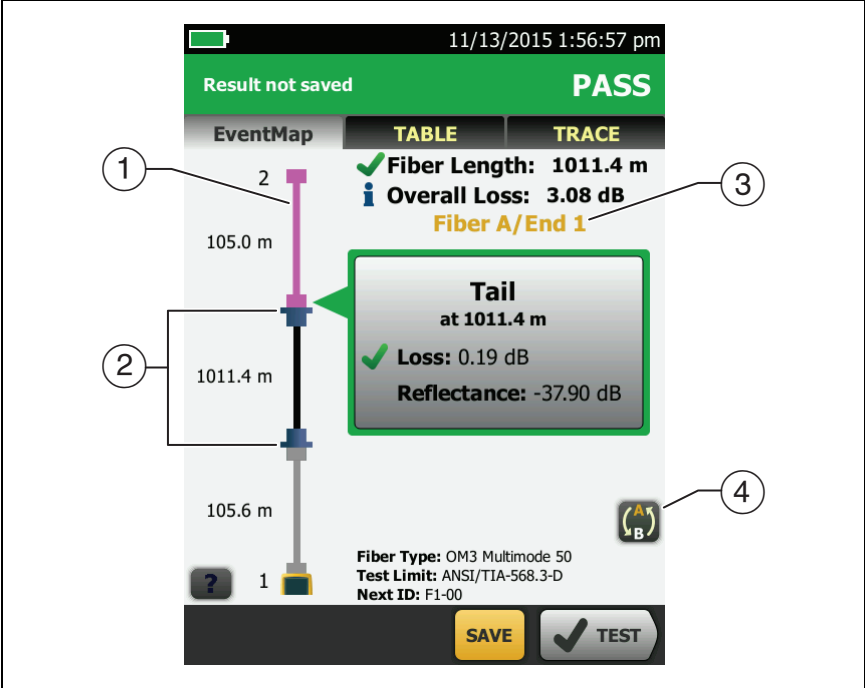 11/13/2015 1:56:57 pm
Result not saved PASS
EventMap TABLE TRACE
1
2
Fiber Length: 1011.4 m
3
Overall Loss: 3.08 dB
Fiber A/End 1
105.0 m
Tail
at 1011.4 m
2
1011.4 m
Loss: 0.19 dB
Reflectance: -37.90 dB
4
105.6 m
A
B
Fiber Type: OM3 Multimode 50
Test Limit: ANSI/TIA-568.3-D
Next ID: F1-00
? 1
SAVE TEST